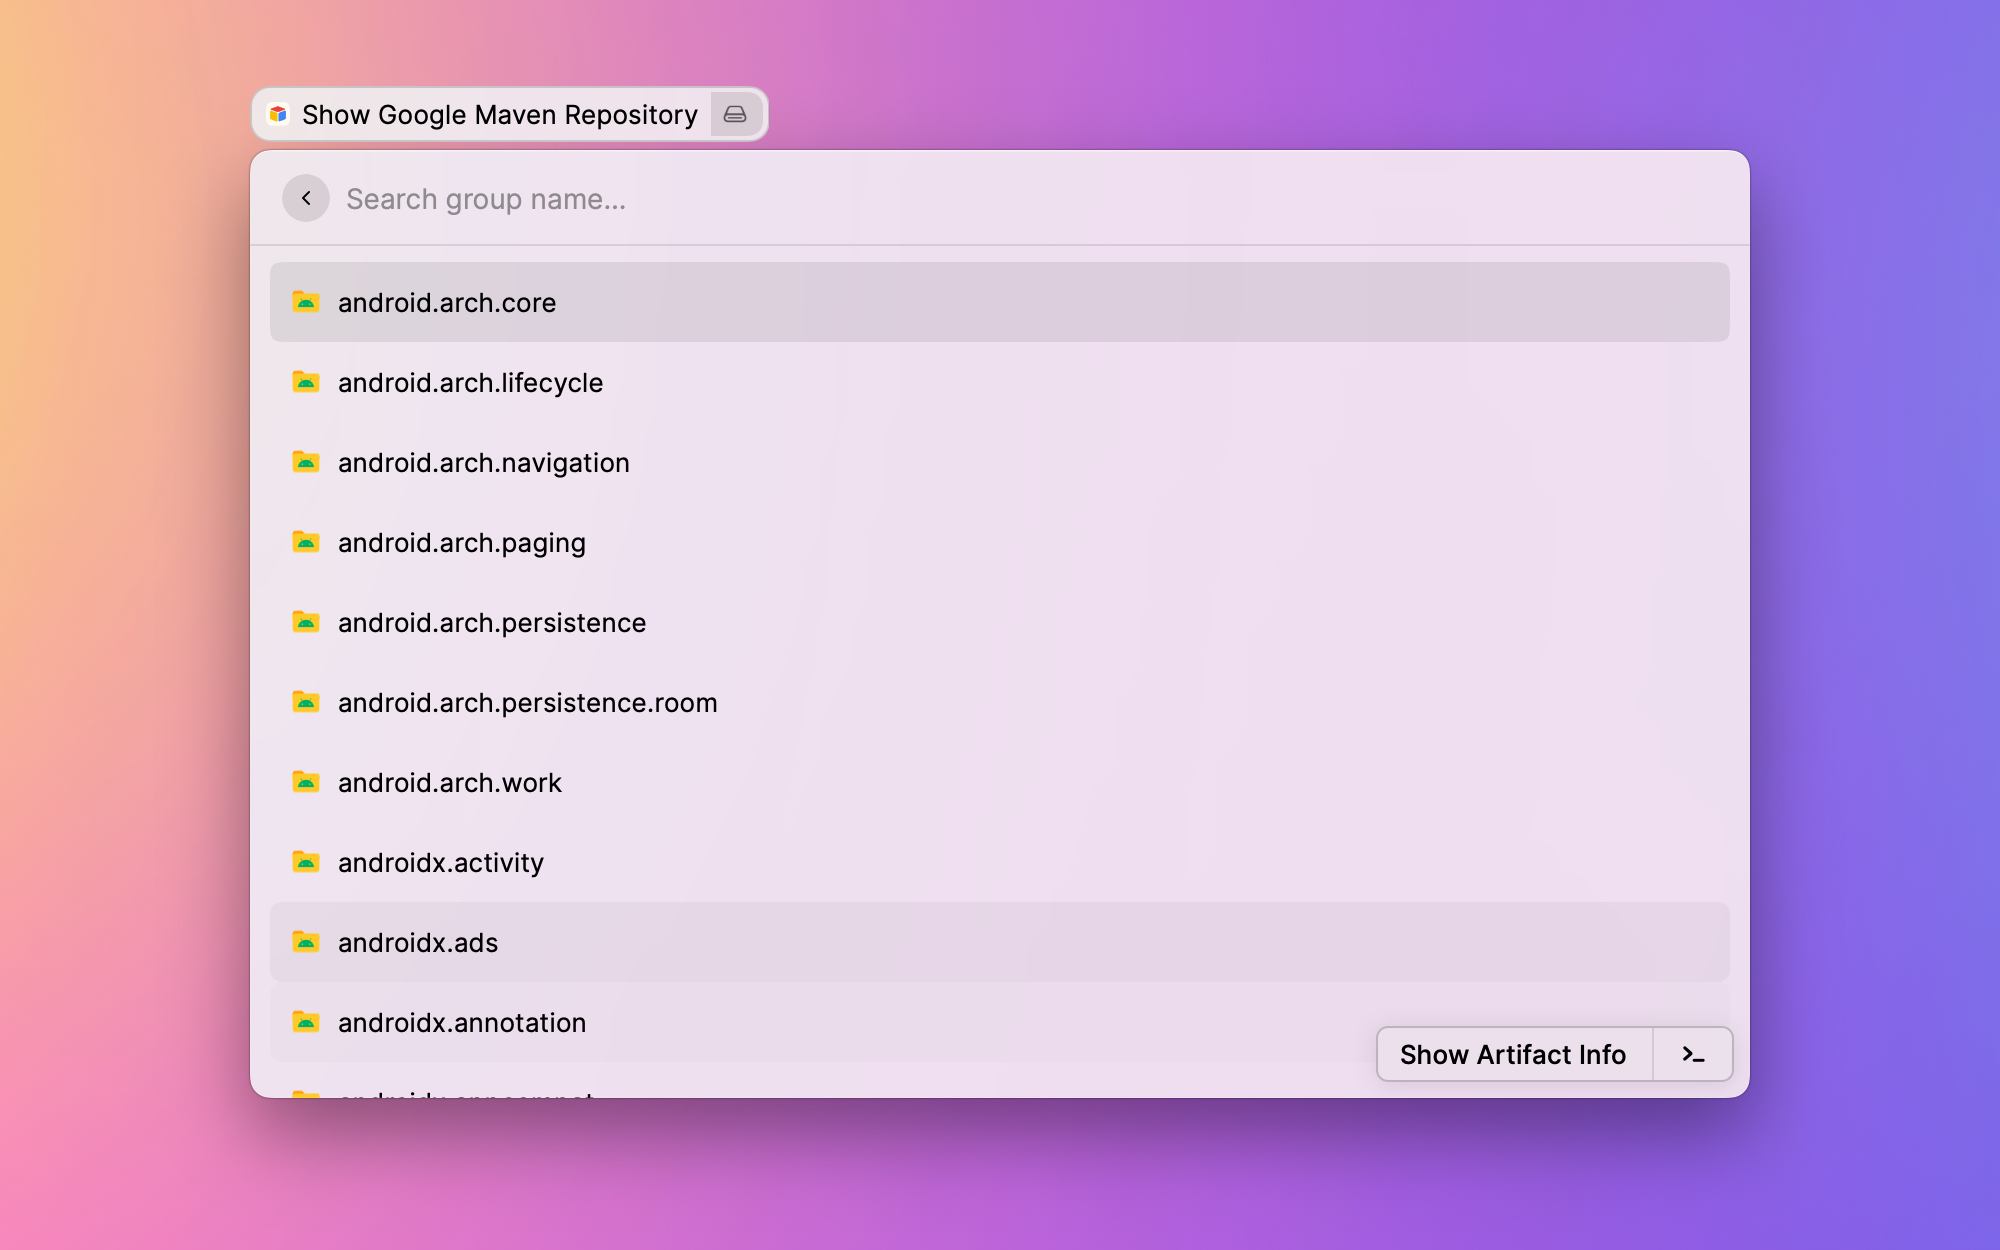 Show Google Maven Repository
Search group name...
android.arch.core
android.arch.lifecycle
android.arch.navigation
android.arch.paging
android.arch.persistence
android.arch.persistence.room
android.arch.work
androidx.activity
androidx.ads
androidx.annotation
Show Artifact Info
androidx.appcompat